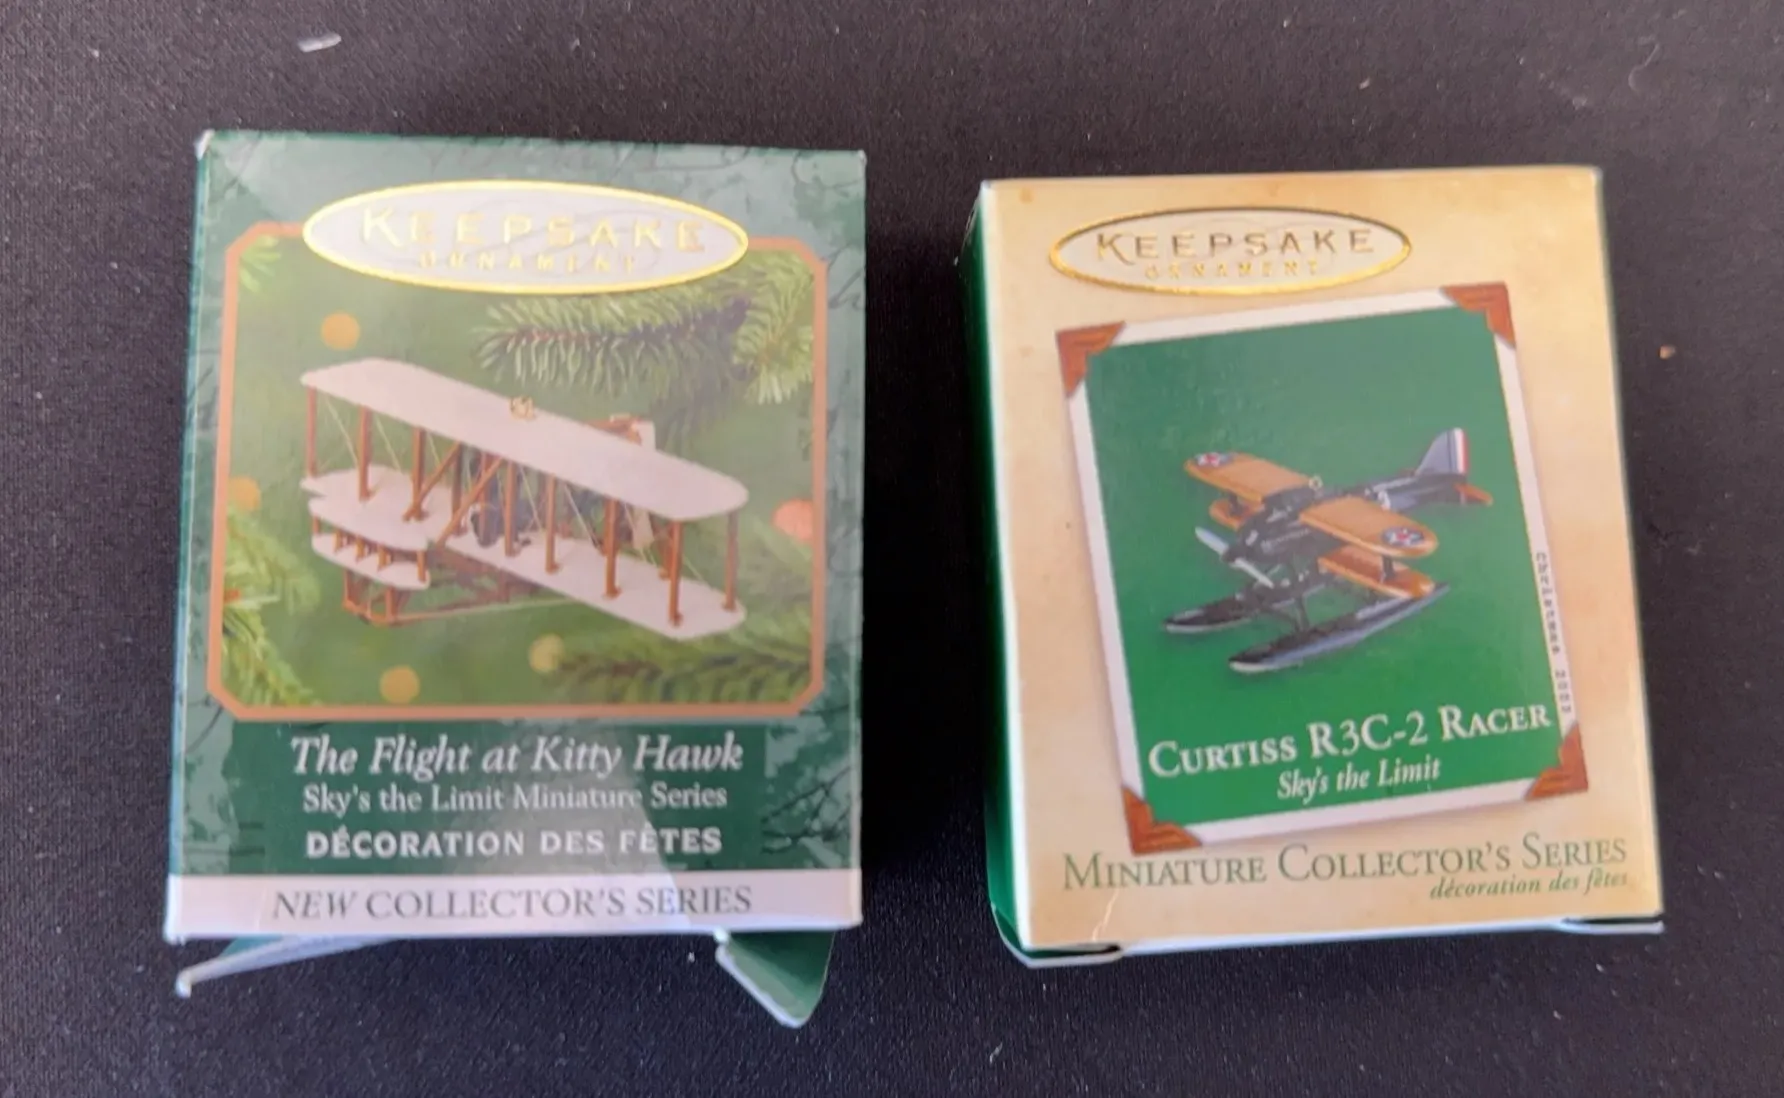 KEEPSAKE
ORNAMENT
The Flight at Kitty Hawk
Sky's the Limit Miniature Series
DÉCORATION DES FÊTES
NEW COLLECTOR'S SERIES
KEEPSAKE
ORNAMENT
christmas
CURTISS R3C-2 RACER
Sky's the Limit
MINIATURE COLLECTOR'S SERIES
décoration des fêtes